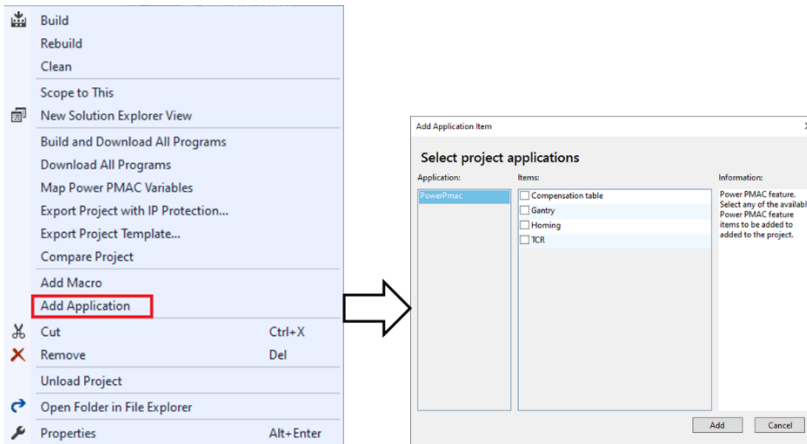 Build
Rebuild
Clean
Scope to This
New Solution Explorer View
Build and Download All Programs
Download All Programs
Map Power PMAC Variables
Export Project with IP Protection...
Export Project Template...
Compare Project
Add Macro
Add Application
Cut Ctrl+X
Remove Del
Unload Project
Open Folder in File Explorer
Properties Alt+Enter
Add Application Item
Select project applications
Application:
PowerPmac
Items:
Compensation table
Gantry
Homing
TCR
Information:
Power PMAC feature.
Select any of the availabl
Power PMAC feature
items to be added to
added to the project.
Add Cancel